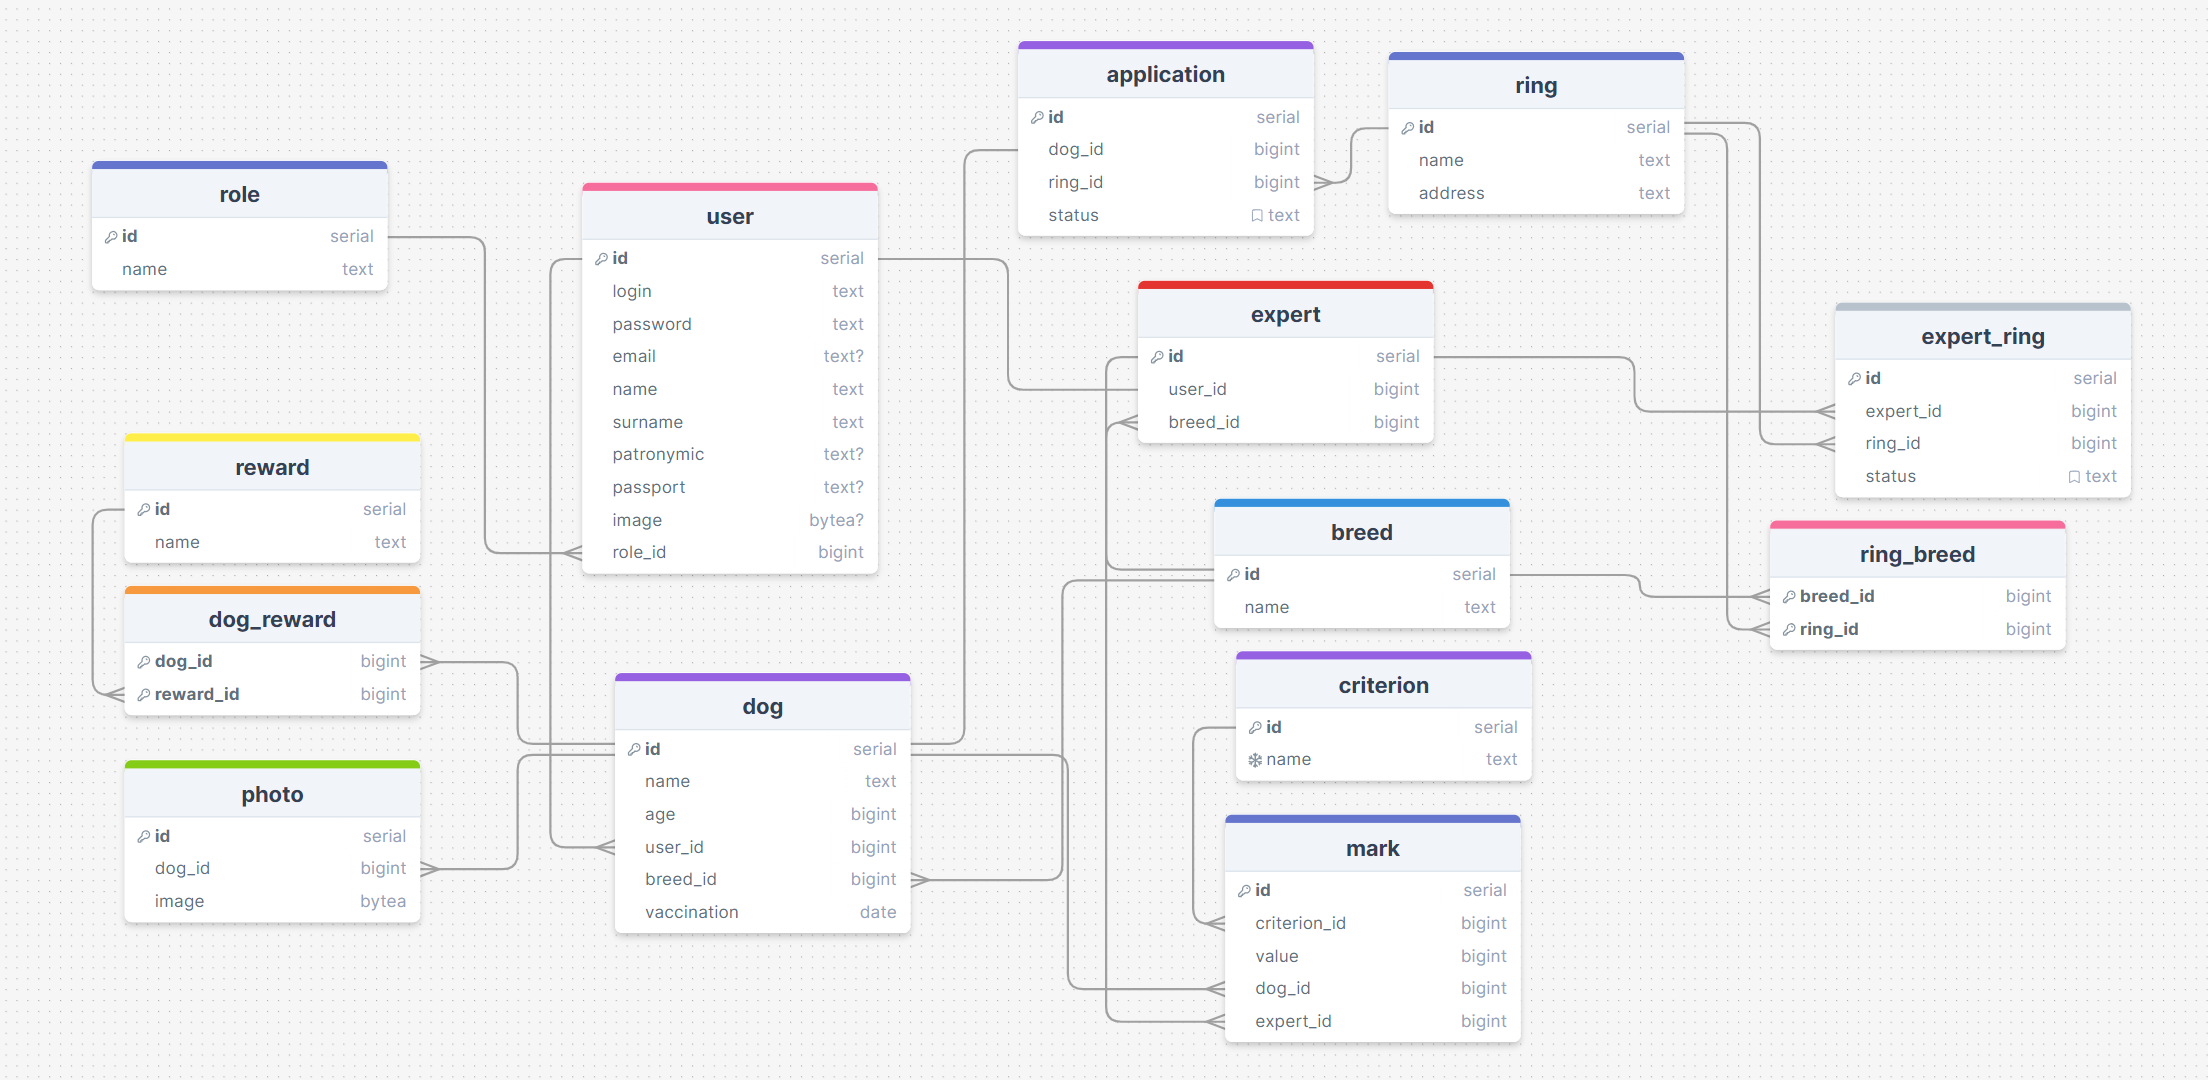 role
id serial
name text
reward
id serial
name text
dog_reward
dog_id bigint
reward_id bigint
photo
id serial
dog_id bigint
image bytea
user
id serial
login text
password text
email text?
name text
surname text
patronymic text?
passport text?
image bytea?
role_id bigint
dog
id serial
name text
age bigint
user_id bigint
breed_id bigint
vaccination date
application
id serial
dog_id bigint
ring_id bigint
status text
ring
id serial
name text
address text
expert
id serial
user_id bigint
breed_id bigint
breed
id serial
name text
criterion
id serial
name text
mark
id serial
criterion_id bigint
value bigint
dog_id bigint
expert_id bigint
expert_ring
id serial
expert_id bigint
ring_id bigint
status text
ring_breed
breed_id bigint
ring_id bigint